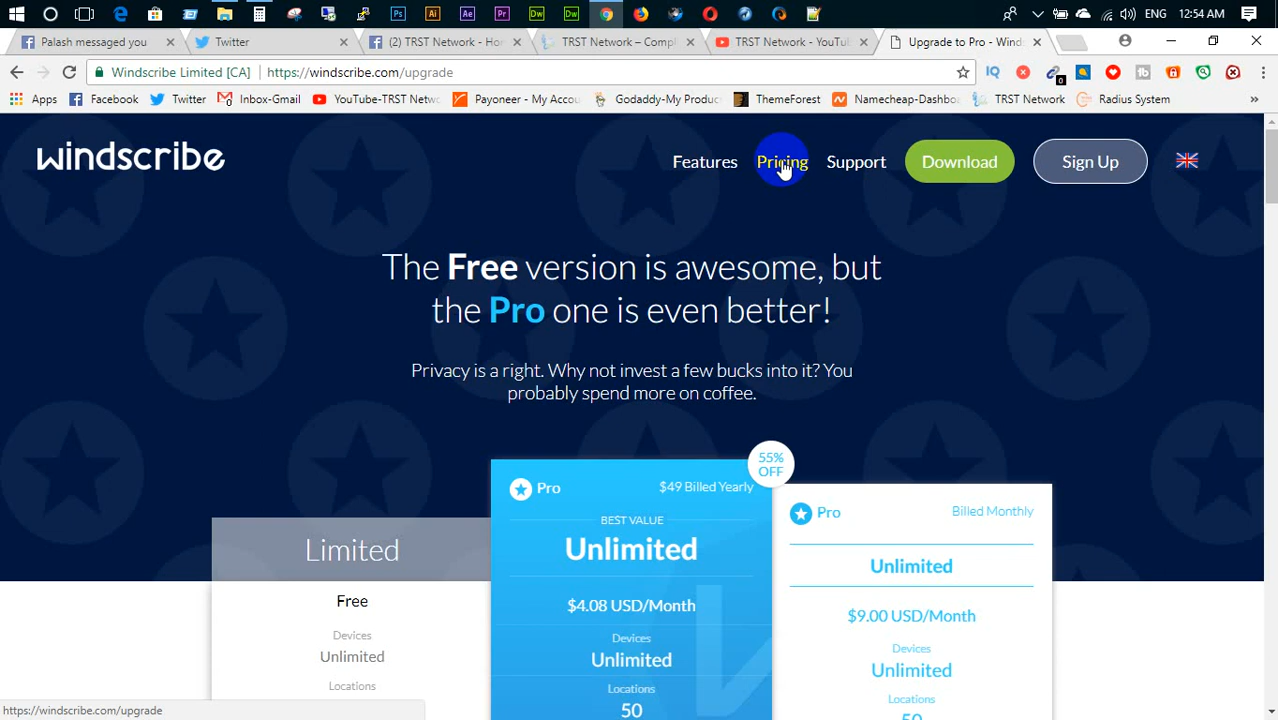 ENG 12:54 AM
Palash messaged you
Twitter
(2) TRST Network - Ho
TRST Network – Compl
TRST Network - YouTub
Upgrade to Pro - Winds
Windscribe Limited [CA] https://windscribe.com/upgrade
Apps Facebook Twitter Inbox-Gmail YouTube-TRST Netwo Payoneer - My Accou Godaddy-My Produc ThemeForest Namecheap-Dashbo TRST Network Radius System
windscribe
Features Pricing Support Download Sign Up
The Free version is awesome, but
the Pro one is even better!
Privacy is a right. Why not invest a few bucks into it? You
probably spend more on coffee.
55%
OFF
Limited
Free
Devices
Unlimited
Locations
Pro $49 Billed Yearly
BEST VALUE
Unlimited
$4.08 USD/Month
Devices
Unlimited
Locations
50
Pro Billed Monthly
Unlimited
$9.00 USD/Month
Devices
Unlimited
Locations
50
https://windscribe.com/upgrade